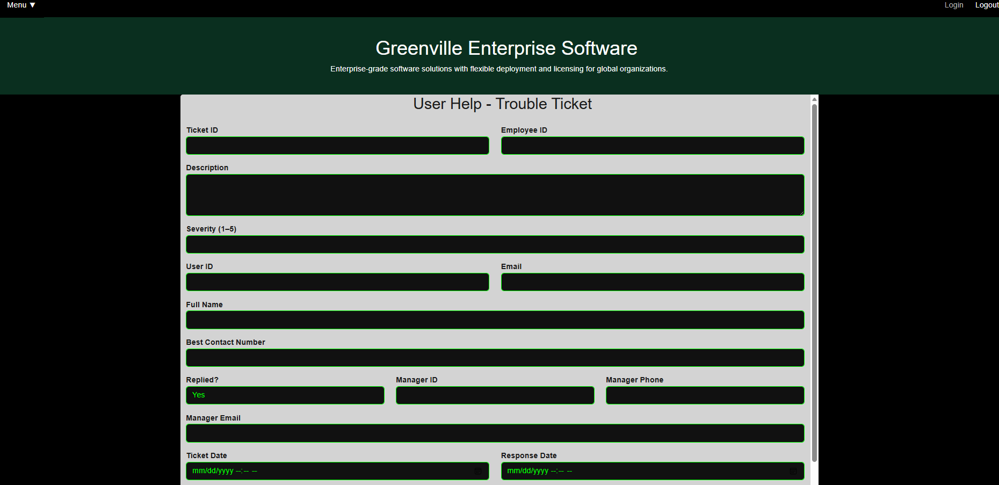 Menu ▼
Login Logout
Greenville Enterprise Software
Enterprise-grade software solutions with flexible deployment and licensing for global organizations.
User Help - Trouble Ticket
Ticket ID Employee ID
Description
Severity (1–5)
User ID Email
Full Name
Best Contact Number
Replied? Manager ID Manager Phone
Yes
Manager Email
Ticket Date Response Date
mm/dd/yyyy --:-- -- mm/dd/yyyy --:-- --